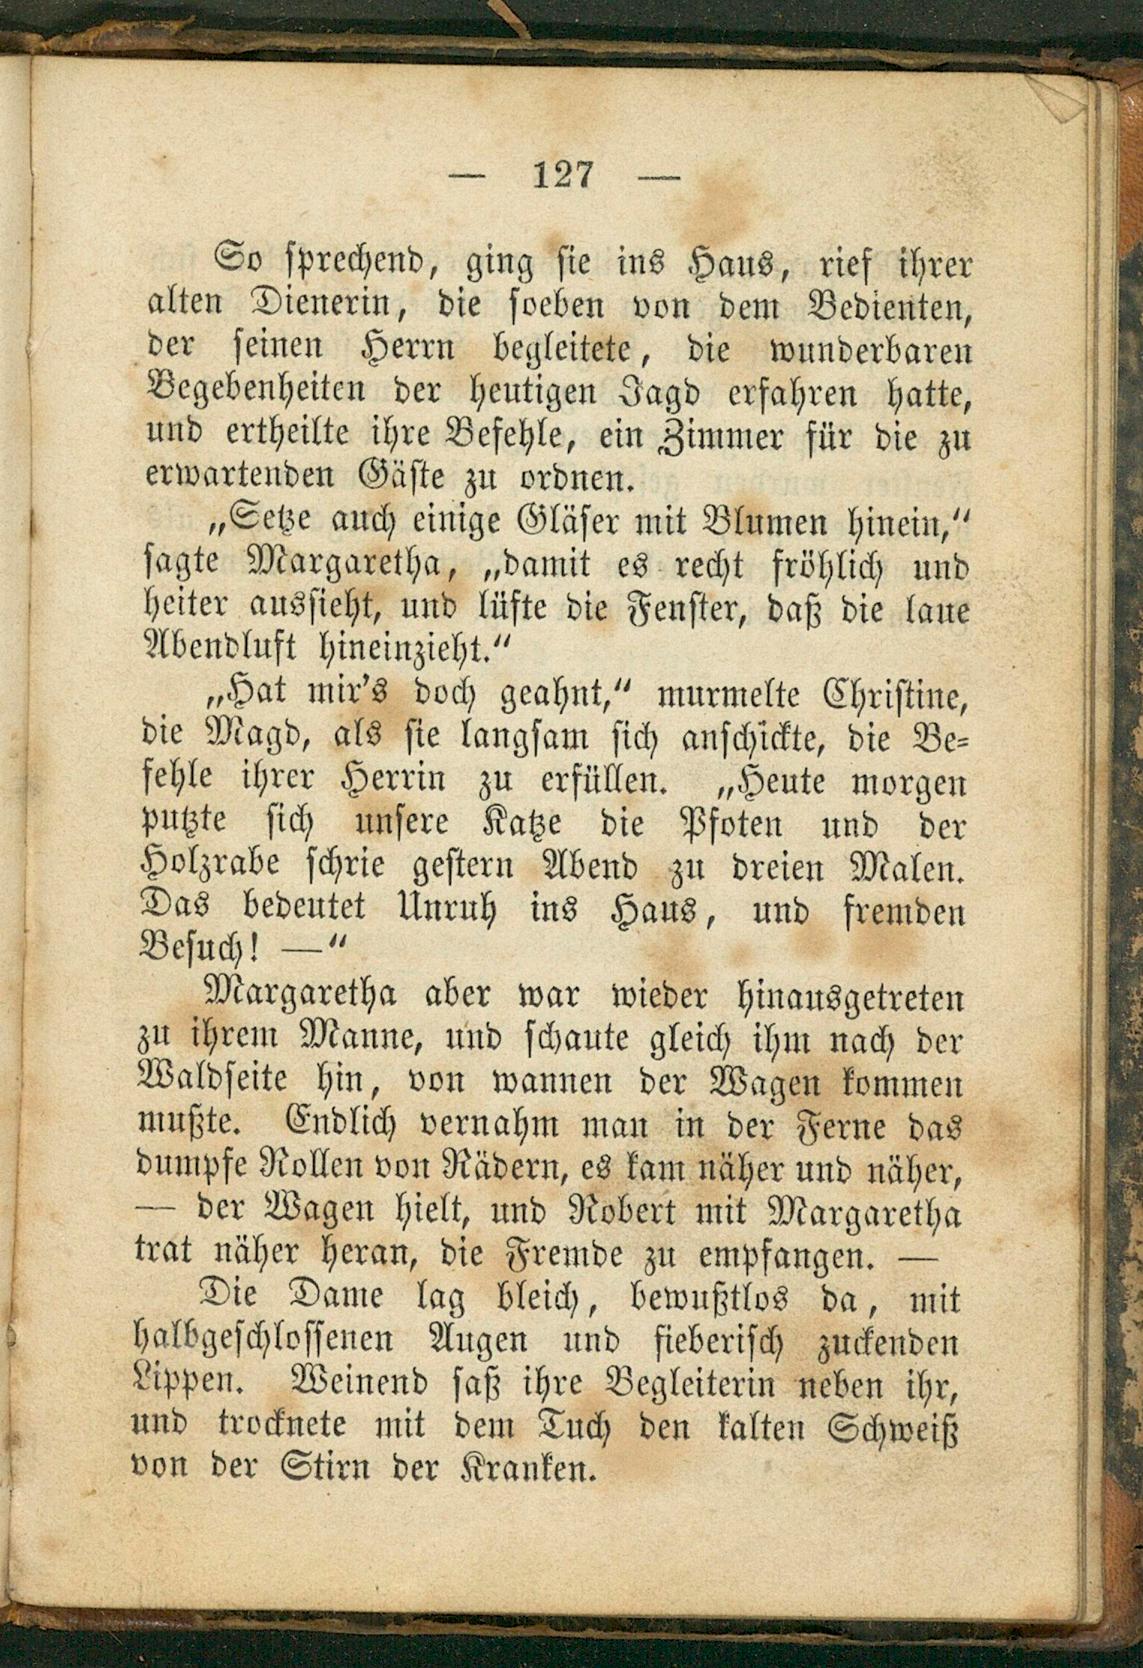 — 127 —
So sprechend, ging sie ins Haus, rief ihrer
alten Dienerin, die soeben von dem Bedienten,
der seinen Herrn begleitete, die wunderbaren
Begebenheiten der heutigen Jagd erfahren hatte,
und ertheilte ihre Befehle, ein Zimmer für die zu
erwartenden Gäste zu ordnen.
„Setze auch einige Gläser mit Blumen hinein,“
sagte Margaretha, „damit es recht fröhlich und
heiter aussieht, und lüfte die Fenster, daß die laue
Abendluft hineinzieht.“
„Hat mir's doch geahnt,“ murmelte Christine,
die Magd, als sie langsam sich anschickte, die Be-
fehle ihrer Herrin zu erfüllen. „Heute morgen
putzte sich unsere Katze die Pfoten und der
Holzrabe schrie gestern Abend zu dreien Malen.
Das bedeutet Unruh ins Haus, und fremden
Besuch! —“
Margaretha aber war wieder hinausgetreten
zu ihrem Manne, und schaute gleich ihm nach der
Waldseite hin, von wannen der Wagen kommen
mußte. Endlich vernahm man in der Ferne das
dumpfe Rollen von Rädern, es kam näher und näher,
— der Wagen hielt, und Robert mit Margaretha
trat näher heran, die Fremde zu empfangen. —
Die Dame lag bleich, bewußtlos da, mit
halbgeschlossenen Augen und fieberisch zuckenden
Lippen. Weinend saß ihre Begleiterin neben ihr,
und trocknete mit dem Tuch den kalten Schweiß
von der Stirn der Kranken.